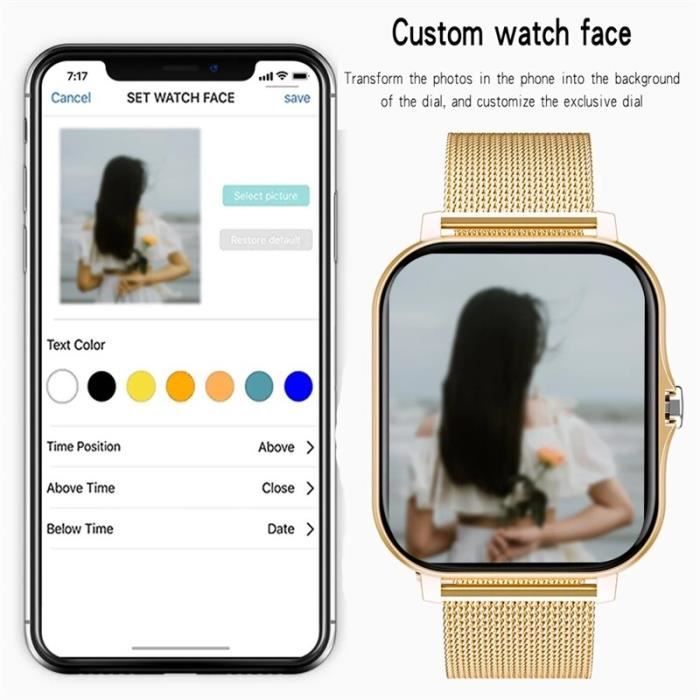 Custom watch face
Transform the photos in the phone into the background
of the dial, and customize the exclusive dial
7:17
Cancel SET WATCH FACE save
Select picture
Restore default
Text Color
Time Position Above
Above Time Close
Below Time Date